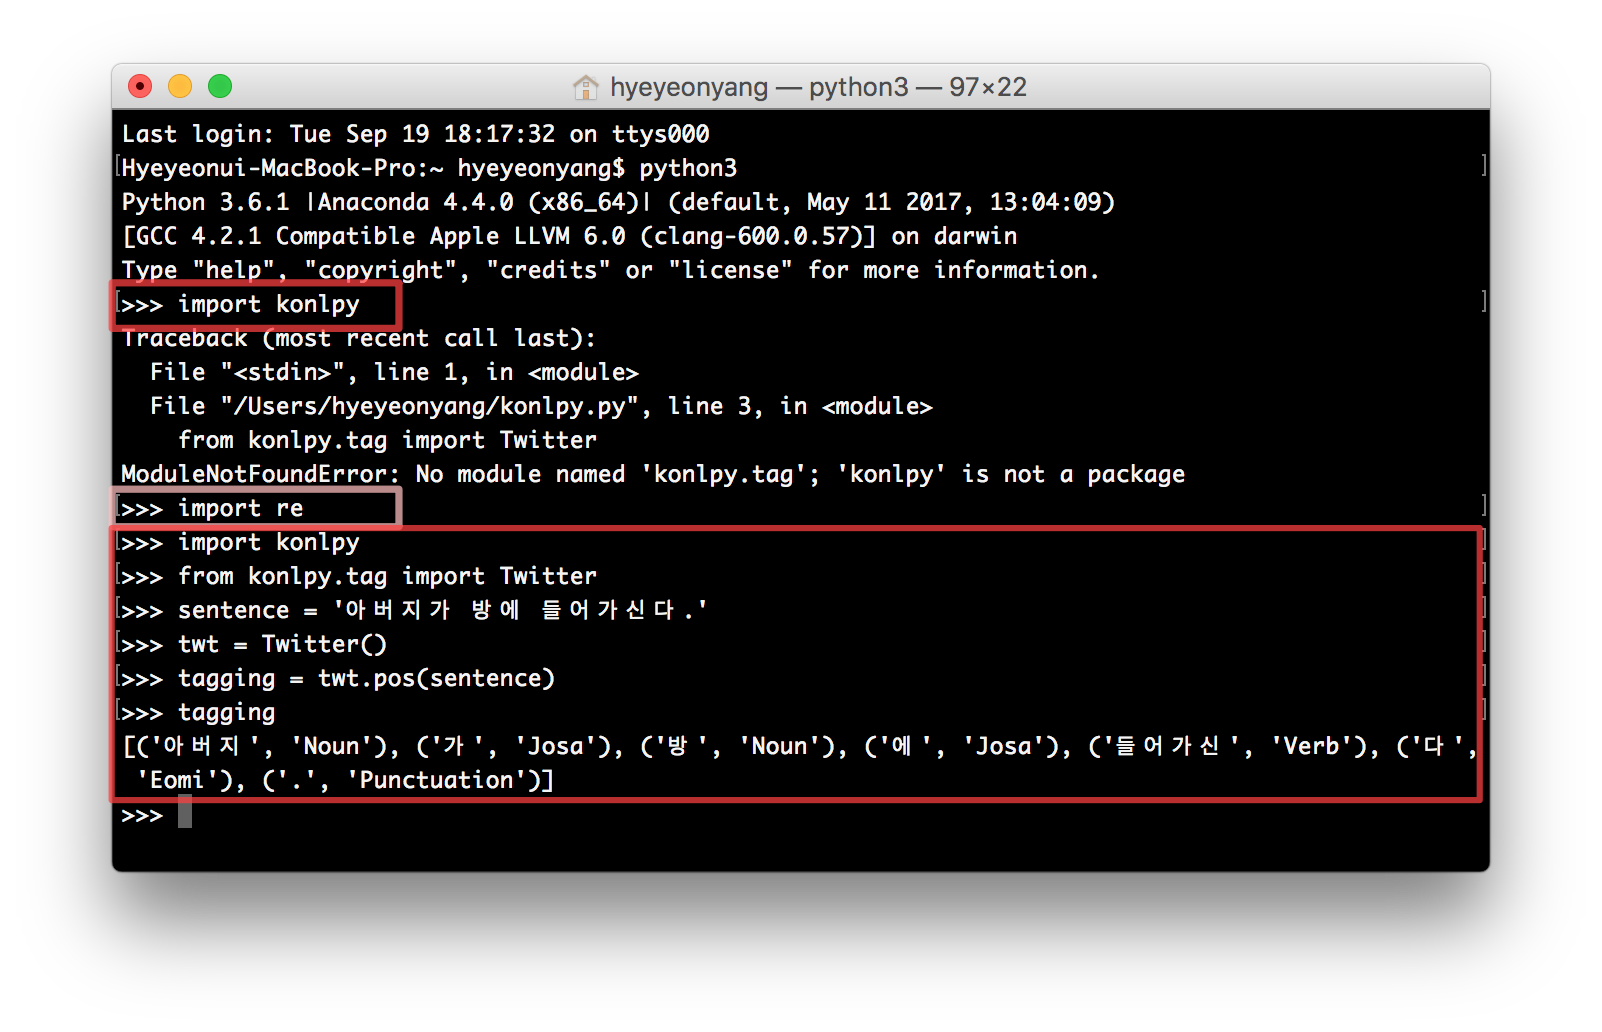 hyeyeonyang — python3 — 97×22
Last login: Tue Sep 19 18:17:32 on ttys000
[Hyeyeonui-MacBook-Pro:~ hyeyeonyang$ python3 ]
Python 3.6.1 |Anaconda 4.4.0 (x86_64)| (default, May 11 2017, 13:04:09)
[GCC 4.2.1 Compatible Apple LLVM 6.0 (clang-600.0.57)] on darwin
Type "help", "copyright", "credits" or "license" for more information.
[>>> import konlpy ]
Traceback (most recent call last):
  File "<stdin>", line 1, in <module>
  File "/Users/hyeyeonyang/konlpy.py", line 3, in <module>
    from konlpy.tag import Twitter
ModuleNotFoundError: No module named 'konlpy.tag'; 'konlpy' is not a package
[>>> import re ]
[>>> import konlpy ]
[>>> from konlpy.tag import Twitter ]
[>>> sentence = '아버지가 방에 들어가신다.' ]
[>>> twt = Twitter() ]
[>>> tagging = twt.pos(sentence) ]
[>>> tagging ]
[('아버지', 'Noun'), ('가', 'Josa'), ('방', 'Noun'), ('에', 'Josa'), ('들어가신', 'Verb'), ('다',
 'Eomi'), ('.', 'Punctuation')]
>>>